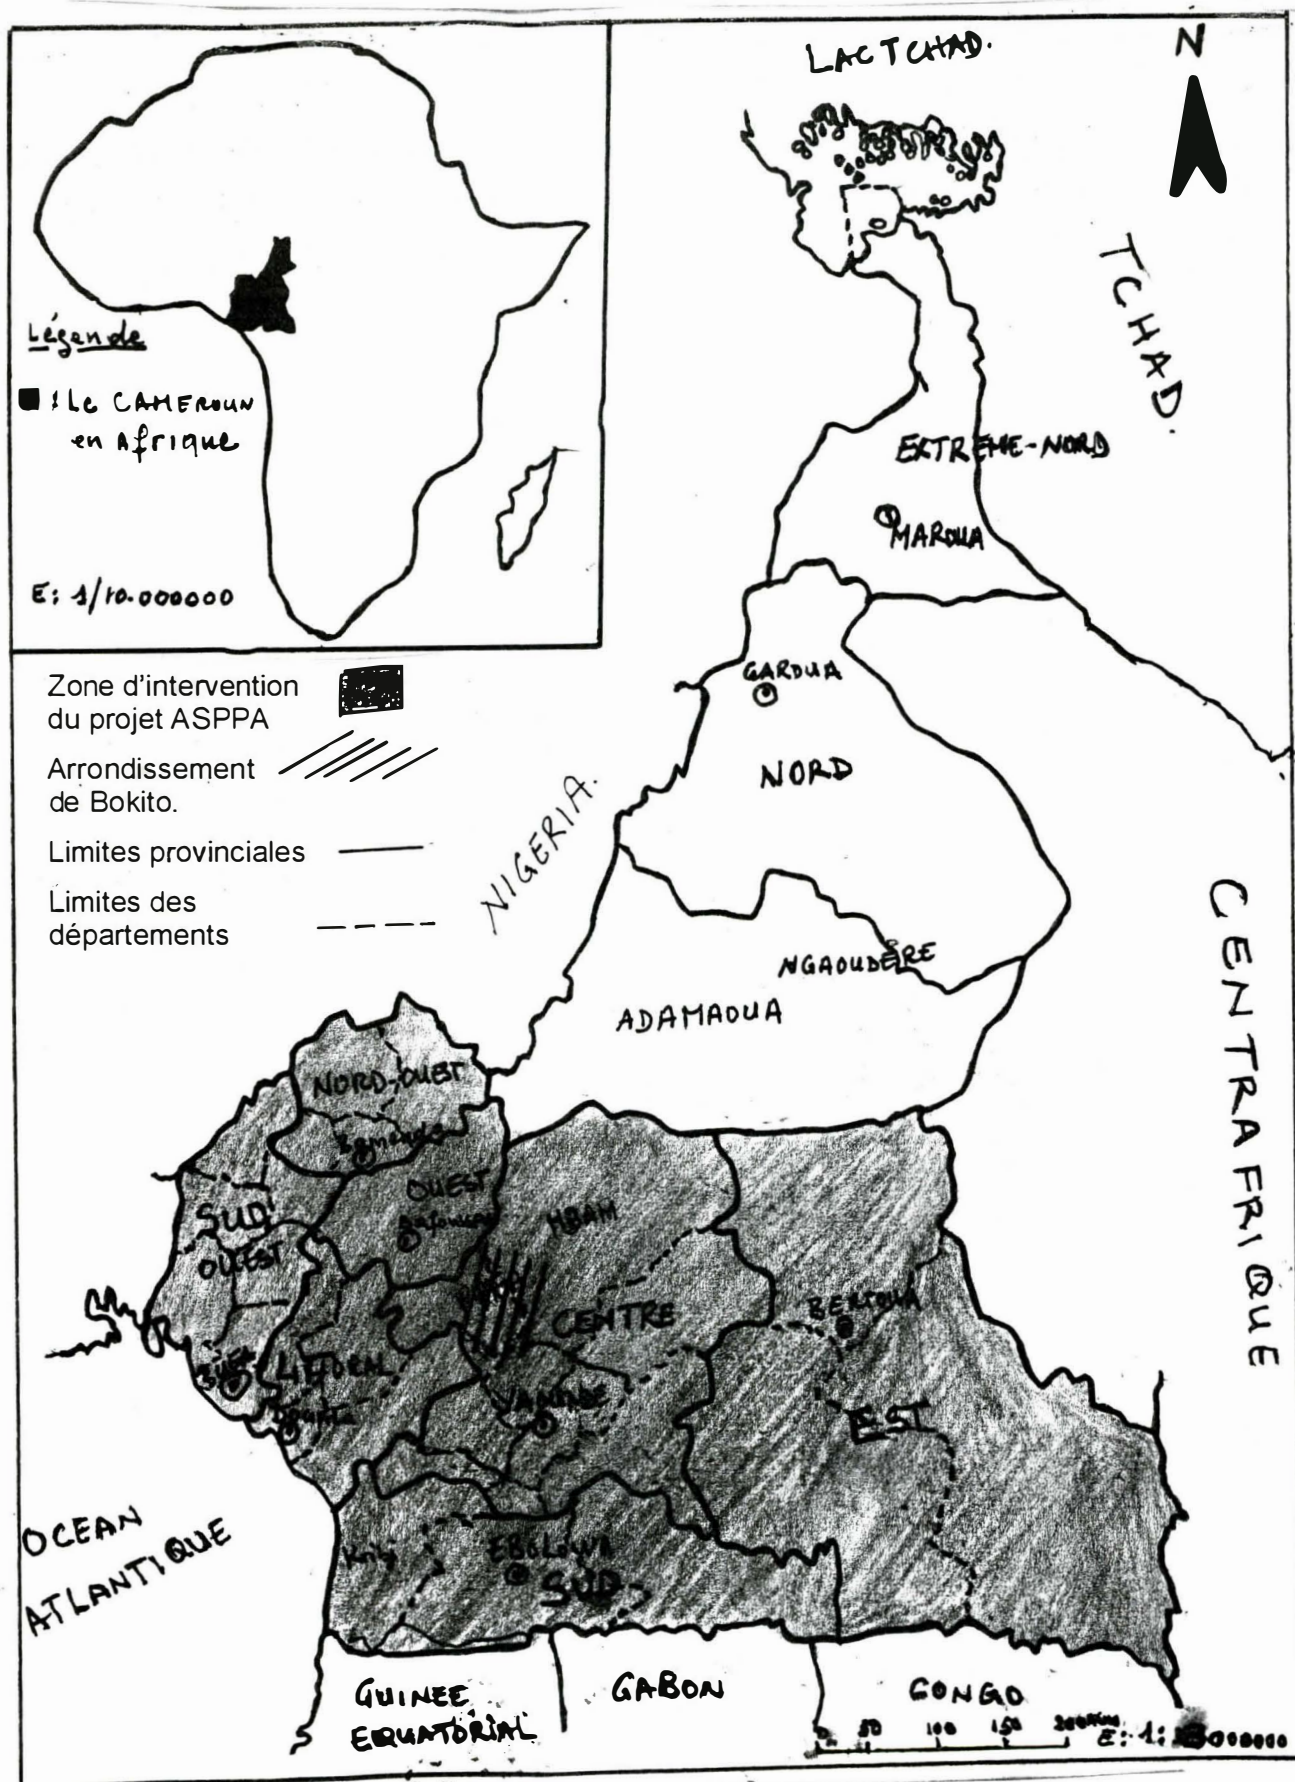 LAC TCHAD.
N
TCHAD.
Légende
: Le CAMEROUN
en Afrique
E: 1/10.000000
EXTREME-NORD
MAROUA
Zone d'intervention
du projet ASPPA
Arrondissement
de Bokito.
Limites provinciales
Limites des
départements
GAROUA
NORD
NIGERIA.
NGAOUDERE
ADAMAOUA
CENTRAFRIQUE
NORD-OUEST
Bamenda
OUEST
SUD
OUEST
MBAM
CENTRE
BERTOUA
LITTORAL
EST
OCEAN
ATLANTIQUE
Kribi
EBOLOWA
SUD
GUINEE
EQUATORIAL
GABON
CONGO
0 50 100 150